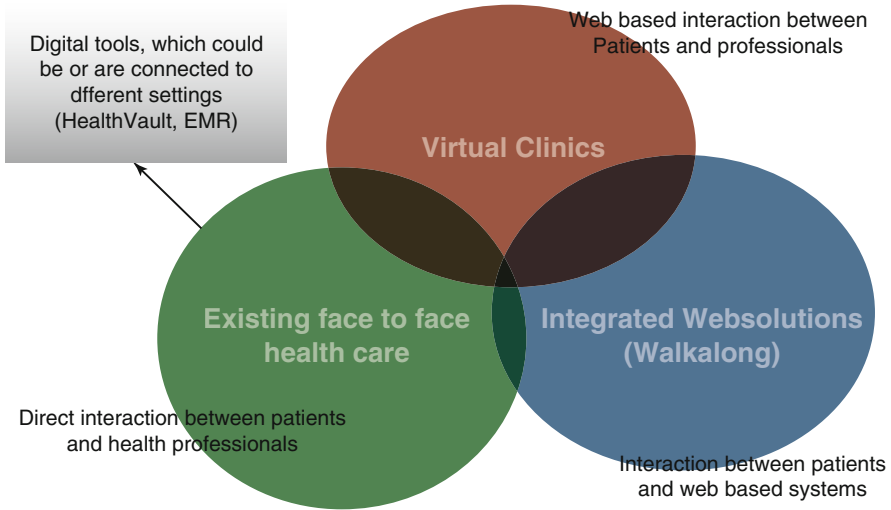 Digital tools, which could
be or are connected to
dfferent settings
(HealthVault, EMR)
Web based interaction between
Patients and professionals
Virtual Clinics
Existing face to face
health care
Integrated Websolutions
(Walkalong)
Direct interaction between patients
and health professionals
Interaction between patients
and web based systems